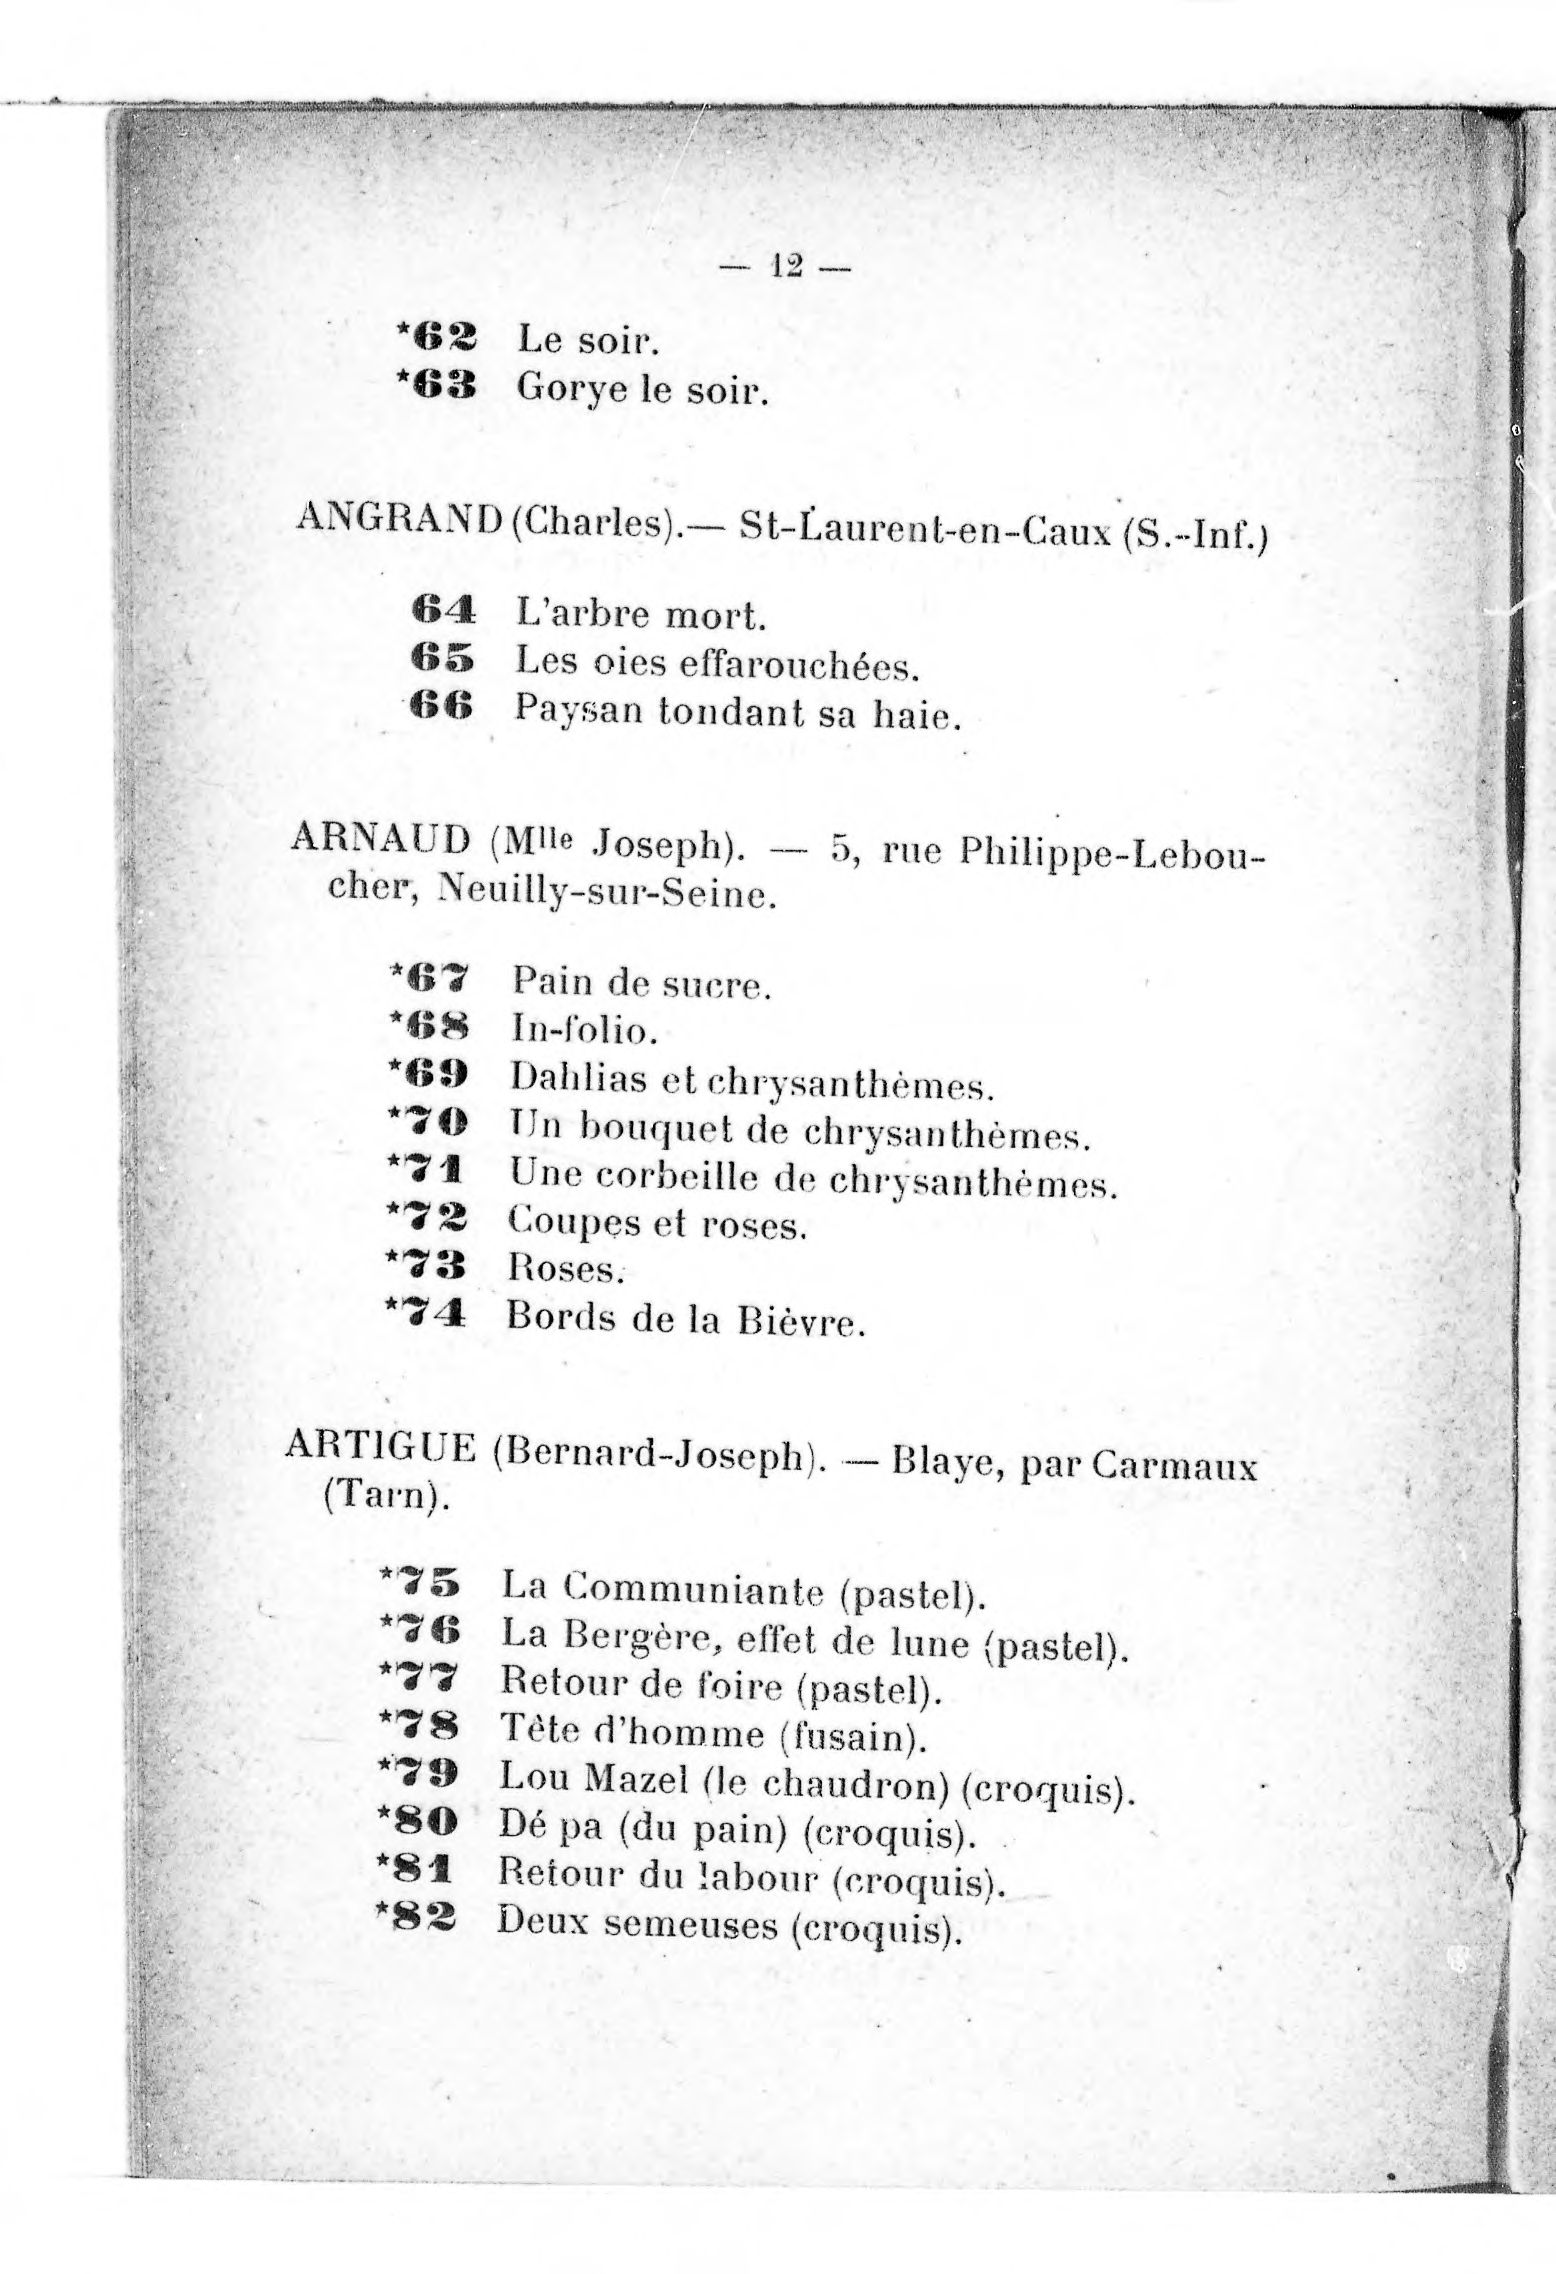 — 12 —
*62 Le soir.
*63 Gorye le soir.
ANGRAND (Charles). — St-Laurent-en-Caux (S.-Inf.)
64 L'arbre mort.
65 Les oies effarouchées.
66 Paysan tondant sa haie.
ARNAUD (Mlle Joseph). — 5, rue Philippe-Lebou-
cher, Neuilly-sur-Seine.
*67 Pain de sucre.
*68 In-folio.
*69 Dahlias et chrysanthèmes.
*70 Un bouquet de chrysanthèmes.
*71 Une corbeille de chrysanthèmes.
*72 Coupes et roses.
*73 Roses.
*74 Bords de la Bièvre.
ARTIGUE (Bernard-Joseph). — Blaye, par Carmaux
(Tarn).
*75 La Communiante (pastel).
*76 La Bergère, effet de lune (pastel).
*77 Retour de foire (pastel).
*78 Tête d'homme (fusain).
*79 Lou Mazel (le chaudron) (croquis).
*80 Dé pa (du pain) (croquis).
*81 Retour du labour (croquis).
*82 Deux semeuses (croquis).